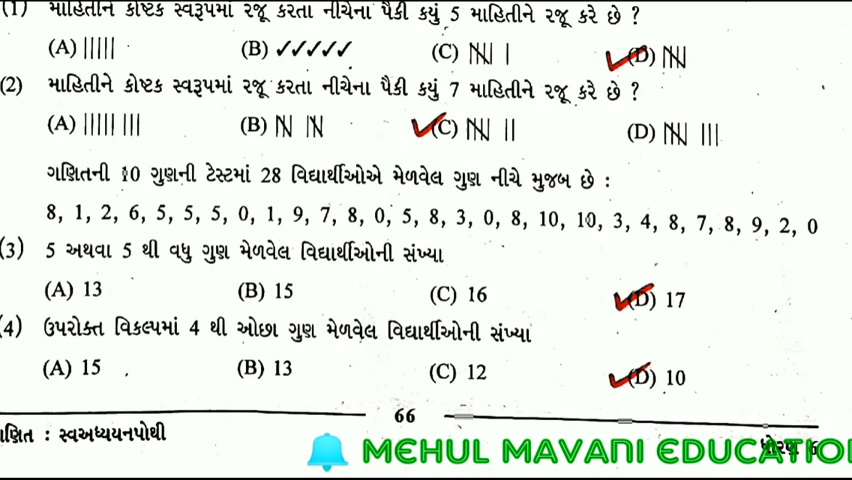 (1) માહિતીને કોષ્ટક સ્વરૂપમાં રજૂ કરતા નીચેના પૈકી કયું 5 માહિતીને રજૂ કરે છે ?
(A) ||||| (B) ✓✓✓✓✓ (C) |||| | (D) ||||
(2) માહિતીને કોષ્ટક સ્વરૂપમાં રજૂ કરતા નીચેના પૈકી કયું 7 માહિતીને રજૂ કરે છે ?
(A) ||||| ||| (B) (C) || (D) |||
ગણિતની 10 ગુણની ટેસ્ટમાં 28 વિદ્યાર્થીઓએ મેળવેલ ગુણ નીચે મુજબ છે :
8, 1, 2, 6, 5, 5, 5, 0, 1, 9, 7, 8, 0, 5, 8, 3, 0, 8, 10, 10, 3, 4, 8, 7, 8, 9, 2, 0
(3) 5 અથવા 5 થી વધુ ગુણ મેળવેલ વિદ્યાર્થીઓની સંખ્યા
(A) 13 (B) 15 (C) 16 (D) 17
(4) ઉપરોક્ત વિકલ્પમાં 4 થી ઓછા ગુણ મેળવેલ વિદ્યાર્થીઓની સંખ્યા
(A) 15 (B) 13 (C) 12 (D) 10
66
ગણિત : સ્વઅધ્યયનપોથી ધોરણ 6
MEHUL MAVANI EDUCATION